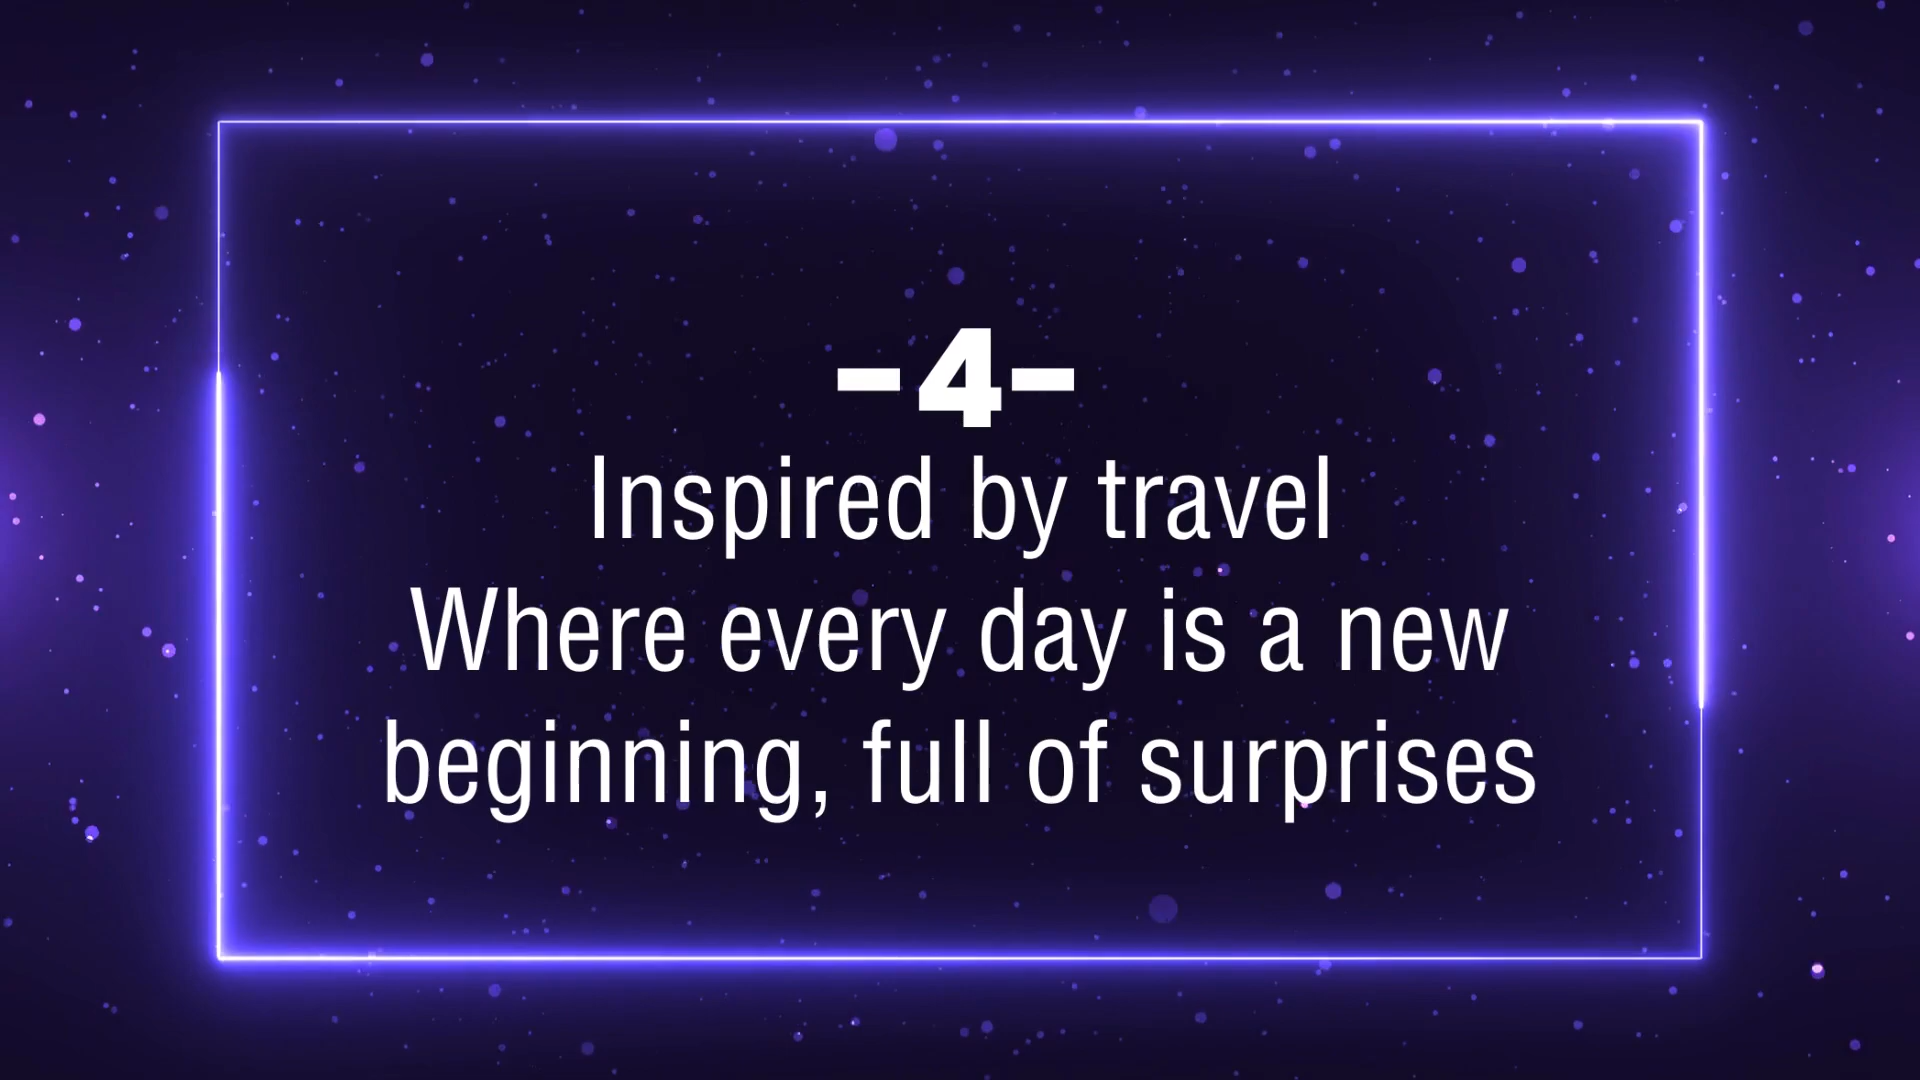 -4-
Inspired by travel
Where every day is a new
beginning, full of surprises